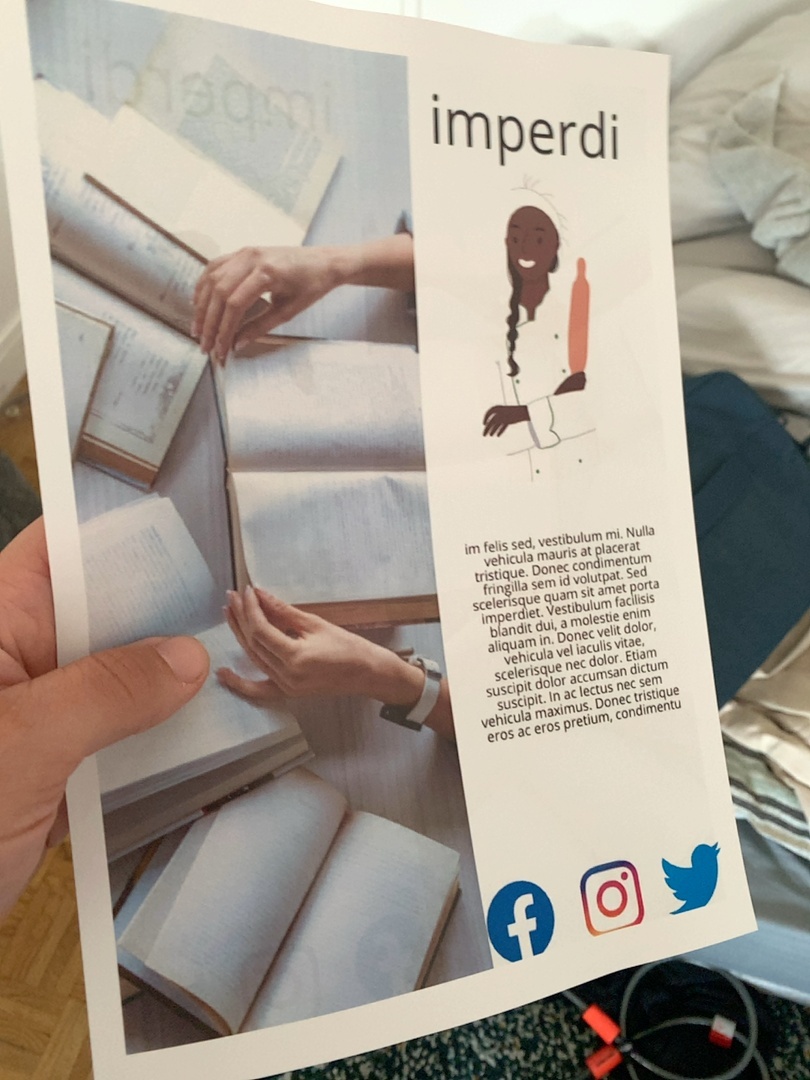 imperdi
im felis sed, vestibulum mi. Nulla
vehicula mauris at placerat
tristique. Donec condimentum
fringilla sem id volutpat. Sed
scelerisque quam sit amet porta
imperdiet. Vestibulum facilisis
blandit dui, a molestie enim
aliquam in. Donec velit dolor,
vehicula vel iaculis vitae,
scelerisque nec dolor. Etiam
suscipit dolor accumsan dictum
suscipit. In ac lectus nec sem
vehicula maximus. Donec tristique
eros ac eros pretium, condimentu